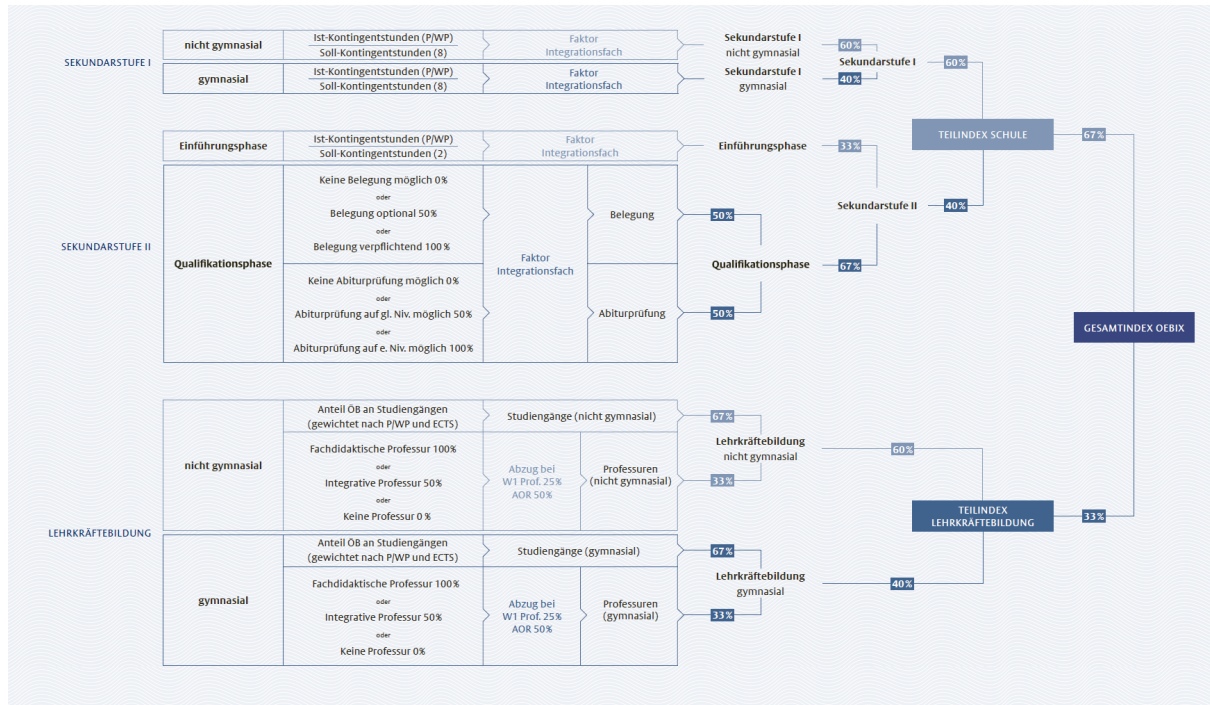 SEKUNDARSTUFE I
nicht gymnasial
Ist-Kontingentstunden (P/WP)
Soll-Kontingentstunden (8)
Faktor
Integrationsfach
Sekundarstufe I
nicht gymnasial
60%
gymnasial
Ist-Kontingentstunden (P/WP)
Soll-Kontingentstunden (8)
Faktor
Integrationsfach
Sekundarstufe I
gymnasial
40%
Sekundarstufe I
60%
SEKUNDARSTUFE II
Einführungsphase
Ist-Kontingentstunden (P/WP)
Soll-Kontingentstunden (2)
Faktor
Integrationsfach
Einführungsphase
33%
Qualifikationsphase
Keine Belegung möglich 0%
oder
Belegung optional 50%
oder
Belegung verpflichtend 100%
Keine Abiturprüfung möglich 0%
oder
Abiturprüfung auf gl. Niv. möglich 50%
oder
Abiturprüfung auf e. Niv. möglich 100%
Faktor
Integrationsfach
Belegung
50%
Abiturprüfung
50%
Qualifikationsphase
67%
Sekundarstufe II
40%
TEILINDEX SCHULE
67%
GESAMTINDEX OEBIX
LEHRKRÄFTEBILDUNG
nicht gymnasial
Anteil ÖB an Studiengängen
(gewichtet nach P/WP und ECTS)
Studiengänge (nicht gymnasial)
67%
Fachdidaktische Professur 100%
oder
Integrative Professur 50%
oder
Keine Professur 0%
Abzug bei
W1 Prof. 25%
AOR 50%
Professuren
(nicht gymnasial)
33%
Lehrkräftebildung
nicht gymnasial
60%
gymnasial
Anteil ÖB an Studiengängen
(gewichtet nach P/WP und ECTS)
Studiengänge (gymnasial)
67%
Fachdidaktische Professur 100%
oder
Integrative Professur 50%
oder
Keine Professur 0%
Abzug bei
W1 Prof. 25%
AOR 50%
Professuren
(gymnasial)
33%
Lehrkräftebildung
gymnasial
40%
TEILINDEX
LEHRKRÄFTEBILDUNG
33%